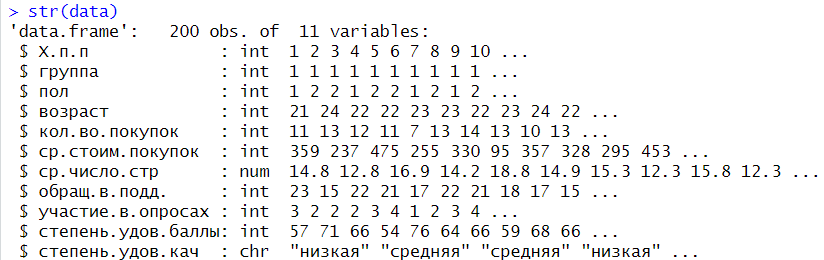 > str(data)
'data.frame':   200 obs. of  11 variables:
 $ X.п.п              : int  1 2 3 4 5 6 7 8 9 10 ...
 $ группа             : int  1 1 1 1 1 1 1 1 1 1 ...
 $ пол                : int  1 2 2 1 2 2 1 2 1 2 ...
 $ возраст            : int  21 24 22 22 23 23 22 23 24 22 ...
 $ кол.во.покупок     : int  11 13 12 11 7 13 14 13 10 13 ...
 $ ср.стоим.покупок   : int  359 237 475 255 330 95 357 328 295 453 ...
 $ ср.число.стр       : num  14.8 12.8 16.9 14.2 18.8 14.9 15.3 12.3 15.8 12.3 ...
 $ обращ.в.подд.      : int  23 15 22 21 17 22 21 18 17 15 ...
 $ участие.в.опросах  : int  3 2 2 2 3 4 1 2 3 4 ...
 $ степень.удов.баллы: int  57 71 66 54 76 64 66 59 68 66 ...
 $ степень.удов.кач   : chr  "низкая" "средняя" "средняя" "низкая" ...